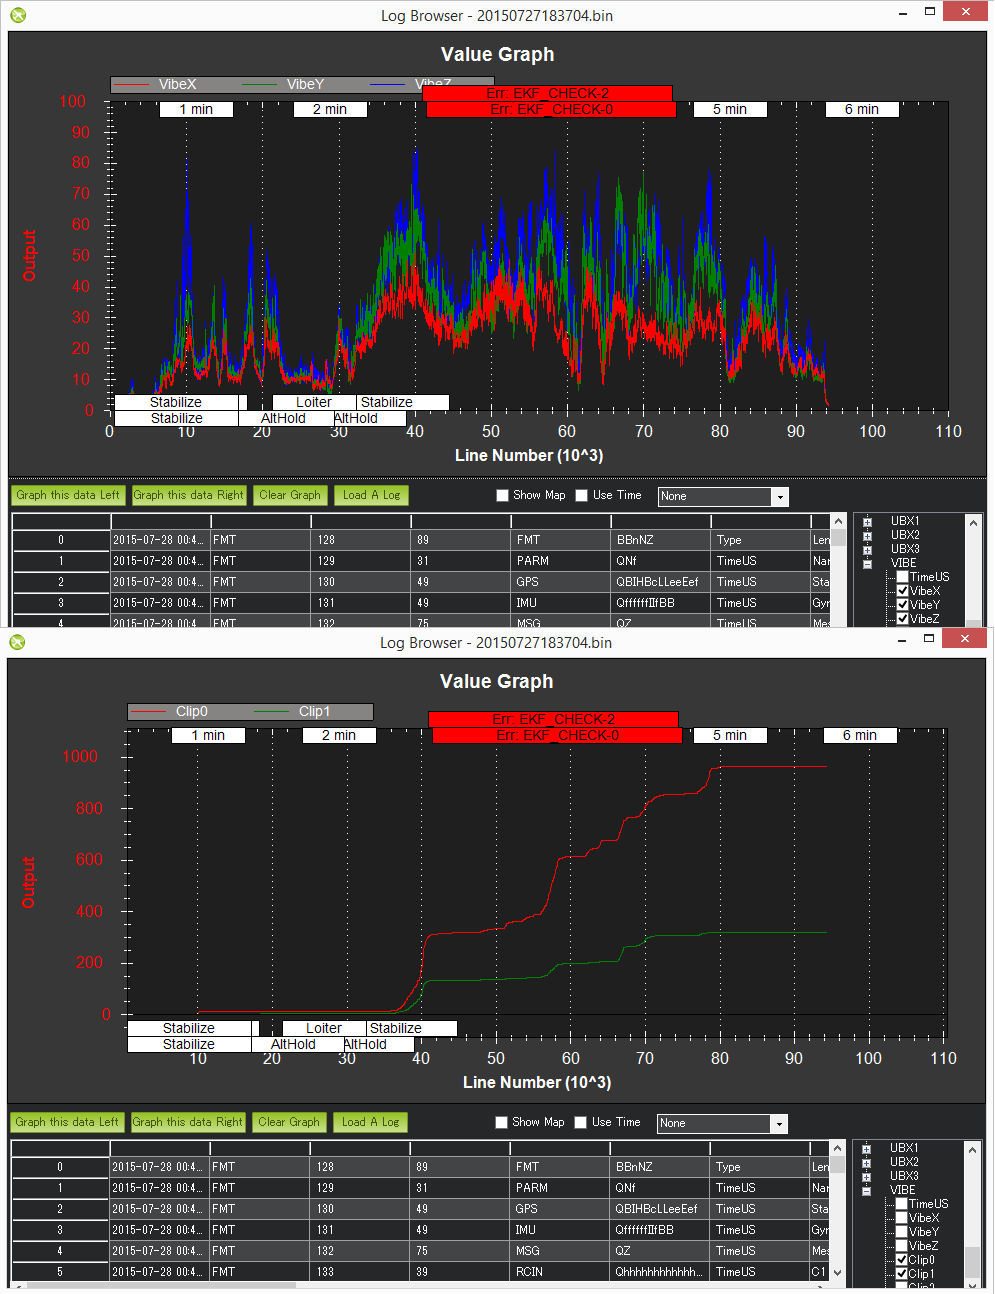 Log Browser - 20150727183704.bin
Value Graph
VibeX VibeY VibeZ
Err: EKF_CHECK-2
Err: EKF_CHECK-0
1 min 2 min 5 min 6 min
100
90
80
70
60
50
40
30
20
10
0
Output
Stabilize Loiter Stabilize
Stabilize AltHold AltHold
0 10 20 30 40 50 60 70 80 90 100 110
Line Number (10^3)
Graph this data Left Graph this data Right Clear Graph Load A Log Show Map Use Time None
0 2015-07-28 00:4... FMT 128 89 FMT BBnNZ Type Len
1 2015-07-28 00:4... FMT 129 31 PARM QNf TimeUS Nar
2 2015-07-28 00:4... FMT 130 49 GPS QBIHBcLLeeEef TimeUS Sta
3 2015-07-28 00:4... FMT 131 49 IMU QffffffIIfBB TimeUS Gyr
4 2015-07-28 00:4... FMT 132 75 MSG QZ TimeUS Mes
UBX1
UBX2
UBX3
VIBE
TimeUS
VibeX
VibeY
VibeZ
Log Browser - 20150727183704.bin
Value Graph
Clip0 Clip1
Err: EKF_CHECK-2
Err: EKF_CHECK-0
1 min 2 min 5 min 6 min
1000
800
600
400
200
0
Output
Stabilize Loiter Stabilize
Stabilize AltHold AltHold
10 20 30 40 50 60 70 80 90 100 110
Line Number (10^3)
Graph this data Left Graph this data Right Clear Graph Load A Log Show Map Use Time None
0 2015-07-28 00:4... FMT 128 89 FMT BBnNZ Type Len
1 2015-07-28 00:4... FMT 129 31 PARM QNf TimeUS Nar
2 2015-07-28 00:4... FMT 130 49 GPS QBIHBcLLeeEef TimeUS Sta
3 2015-07-28 00:4... FMT 131 49 IMU QffffffIIfBB TimeUS Gyr
4 2015-07-28 00:4... FMT 132 75 MSG QZ TimeUS Mes
5 2015-07-28 00:4... FMT 133 39 RCIN Qhhhhhhhhhhhh... TimeUS C1
UBX1
UBX2
UBX3
VIBE
TimeUS
VibeX
VibeY
VibeZ
Clip0
Clip1